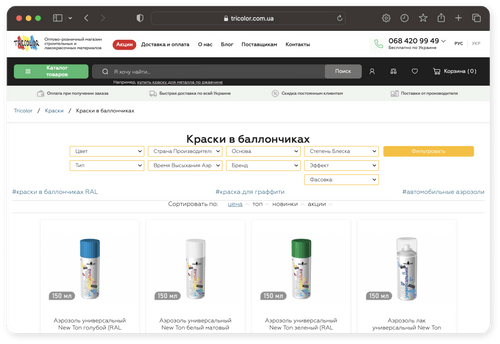 tricolor.com.ua
Оптово-розничный магазин
строительных и
лакокрасочных материалов
Акции
Доставка и оплата
О нас
Блог
Поставщикам
Контакты
068 420 99 49
Бесплатно по Украине
РУС
УКР
Каталог
товаров
Я хочу найти...
Поиск
Корзина ( 0 )
Например, купить краску для металла по ржавчине
Оплата при получении заказа
Быстрая доставка по всей Украине
Скидка постоянным клиентам
Поставки от производителя
Tricolor / Краски / Краски в баллончиках
Краски в баллончиках
Цвет
Страна Производитель
Основа
Степень Блеска
Фильтровать
Тип
Время Высыхания Аэр
Бренд
Эффект
Фасовка
#краски в баллончиках RAL
#краска для граффити
#автомобильные аэрозоли
Сортировать по: цена топ новинки акции
150 мл
150 мл
150 мл
150 мл
Аэрозоль универсальный
New Ton голубой (RAL
Аэрозоль универсальный
New Ton белый матовый
Аэрозоль универсальный
New Ton зеленый (RAL
Аэрозоль лак
универсальный New Ton